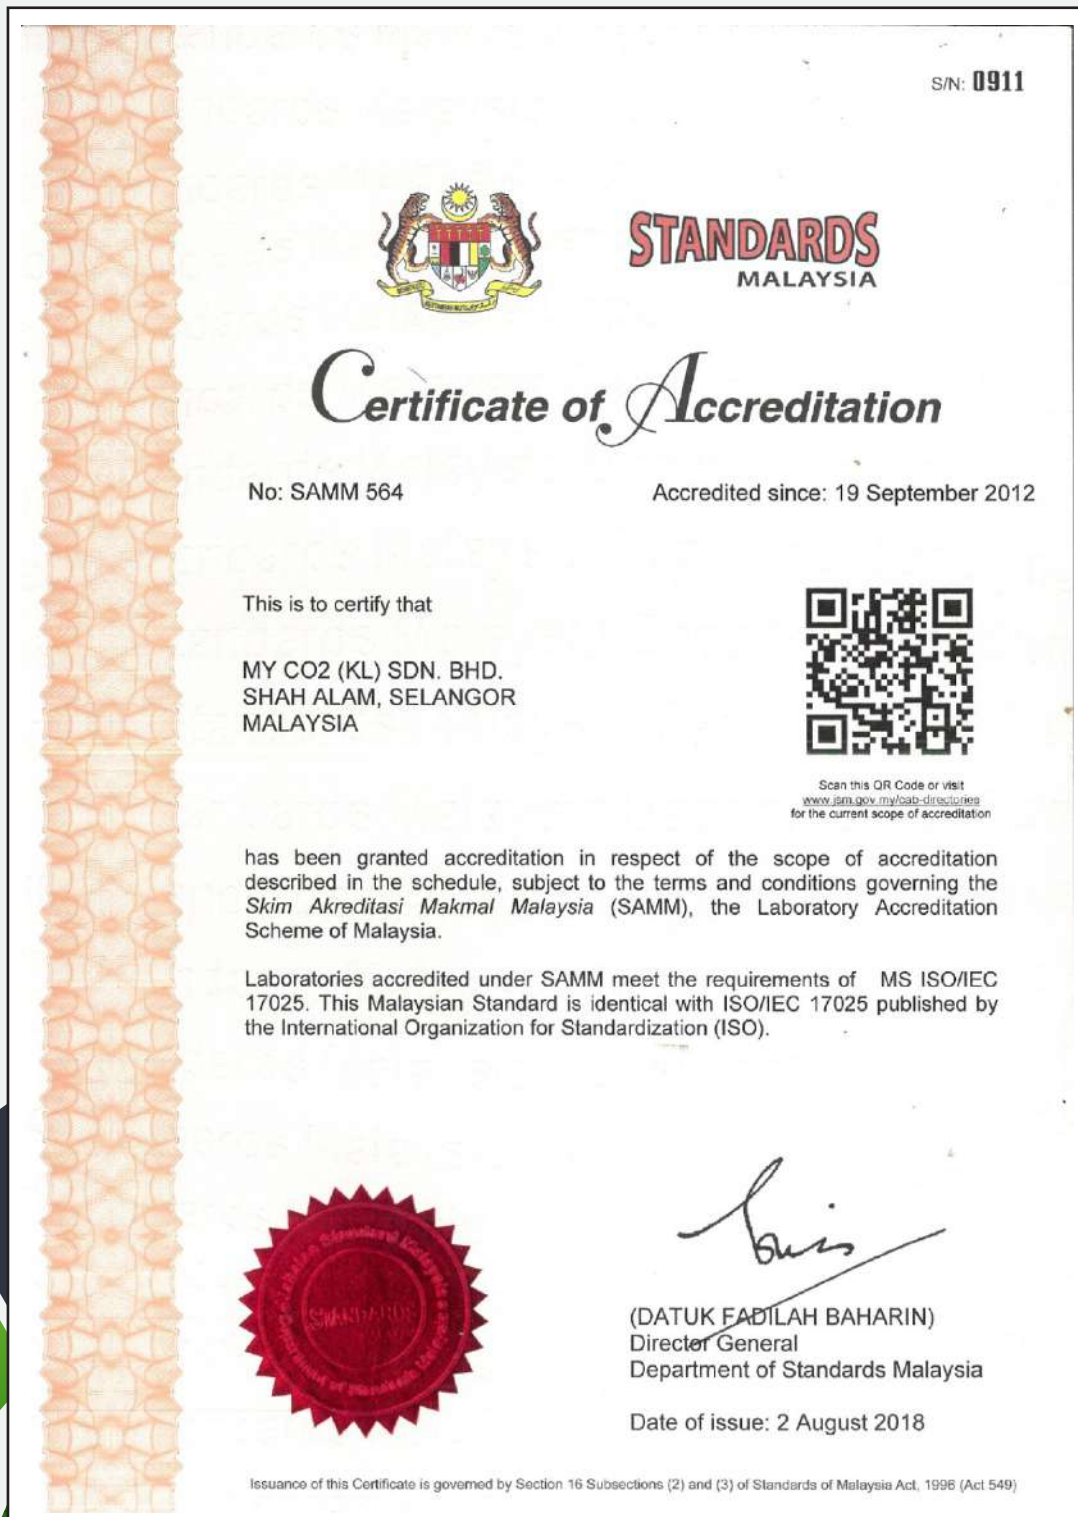 S/N: 0911
STANDARDS
MALAYSIA
Certificate of Accreditation
No: SAMM 564
Accredited since: 19 September 2012
This is to certify that
MY CO2 (KL) SDN. BHD.
SHAH ALAM, SELANGOR
MALAYSIA
Scan this QR Code or visit
www.jsm.gov.my/cab-directories
for the current scope of accreditation
has been granted accreditation in respect of the scope of accreditation
described in the schedule, subject to the terms and conditions governing the
Skim Akreditasi Makmal Malaysia (SAMM), the Laboratory Accreditation
Scheme of Malaysia.
Laboratories accredited under SAMM meet the requirements of MS ISO/IEC
17025. This Malaysian Standard is identical with ISO/IEC 17025 published by
the International Organization for Standardization (ISO).
STANDARDS
(DATUK FADILAH BAHARIN)
Director General
Department of Standards Malaysia
Date of issue: 2 August 2018
Issuance of this Certificate is governed by Section 16 Subsections (2) and (3) of Standards of Malaysia Act, 1996 (Act 549)